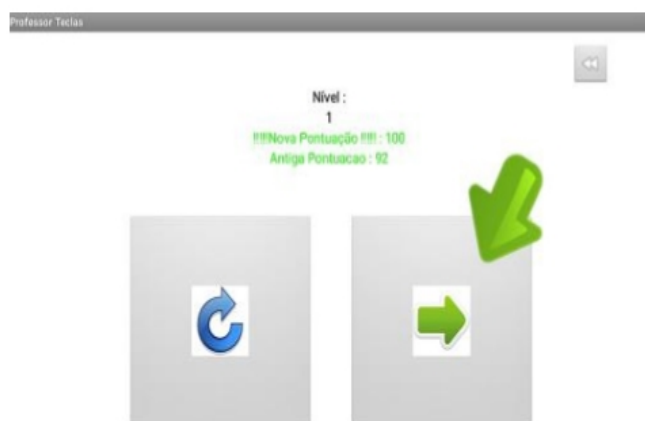 Professor Teclas
Nível :
1
!!!!!Nova Pontuação !!!!! : 100
Antiga Pontuacao : 92